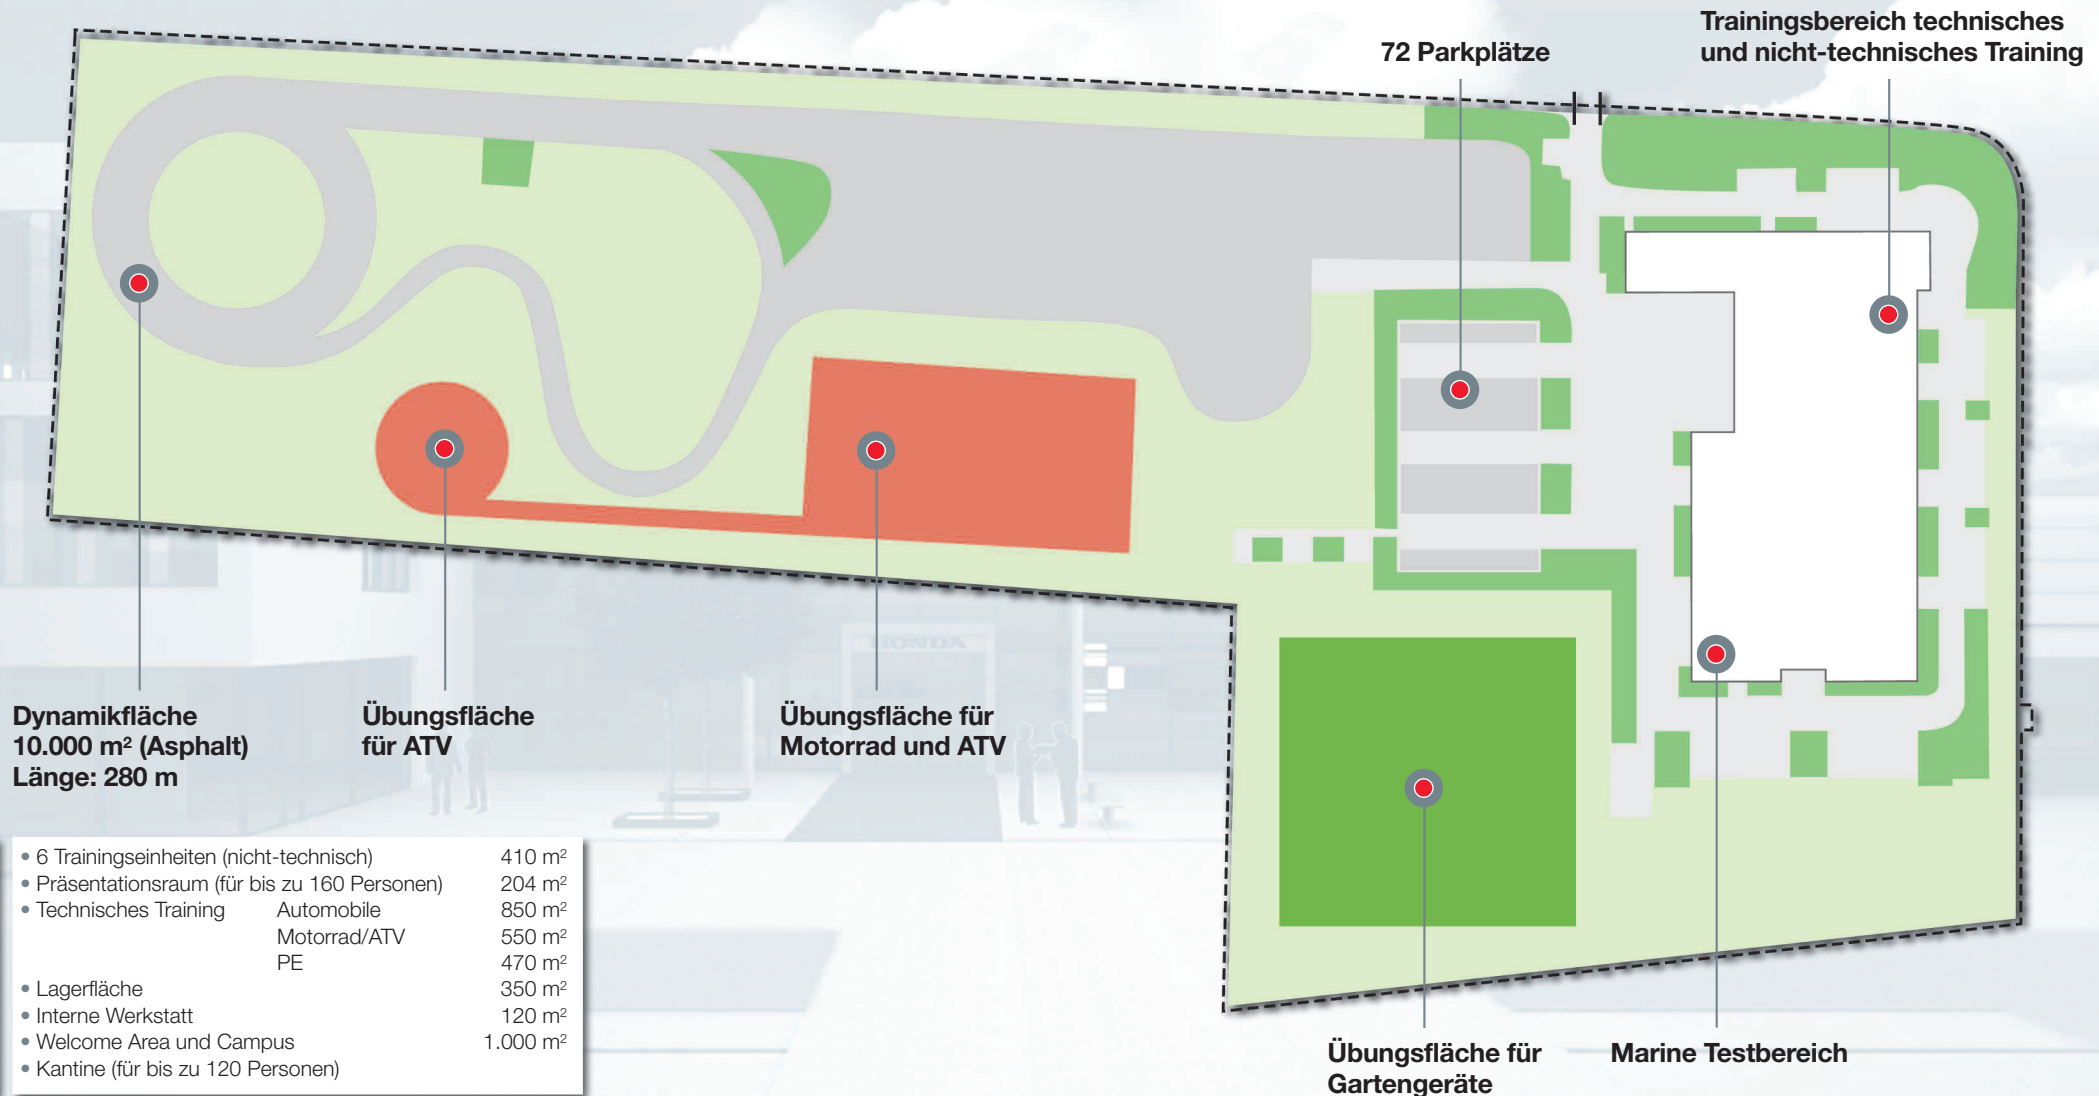 72 Parkplätze
Trainingsbereich technisches
und nicht-technisches Training
HONDA
Dynamikfläche
10.000 m² (Asphalt)
Länge: 280 m
Übungsfläche
für ATV
Übungsfläche für
Motorrad und ATV
• 6 Trainingseinheiten (nicht-technisch) 410 m²
• Präsentationsraum (für bis zu 160 Personen) 204 m²
• Technisches Training Automobile 850 m²
Motorrad/ATV 550 m²
PE 470 m²
• Lagerfläche 350 m²
• Interne Werkstatt 120 m²
• Welcome Area und Campus 1.000 m²
• Kantine (für bis zu 120 Personen)
Übungsfläche für
Gartengeräte
Marine Testbereich